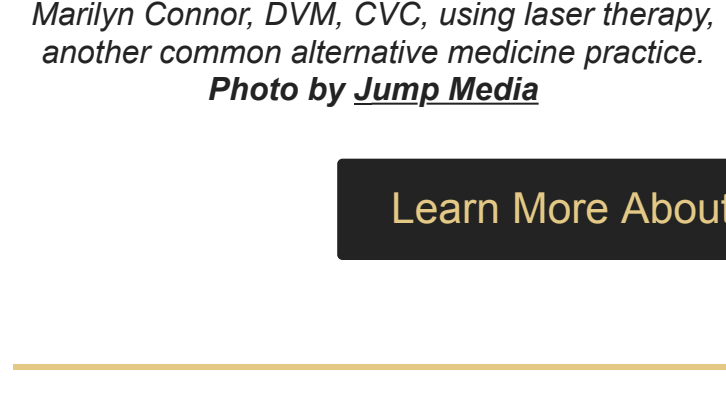 Marilyn Connor, DVM, CVC, using laser therapy,
another common alternative medicine practice.
Photo by Jump Media
Learn More About